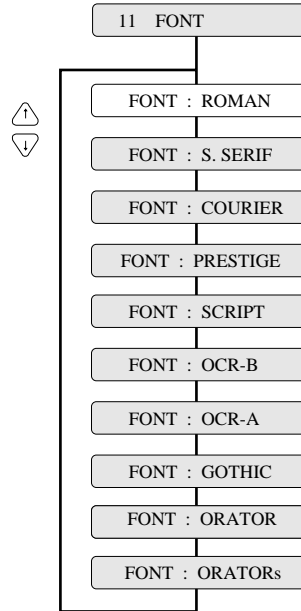 11 FONT
FONT : ROMAN
FONT : S. SERIF
FONT : COURIER
FONT : PRESTIGE
FONT : SCRIPT
FONT : OCR-B
FONT : OCR-A
FONT : GOTHIC
FONT : ORATOR
FONT : ORATORs